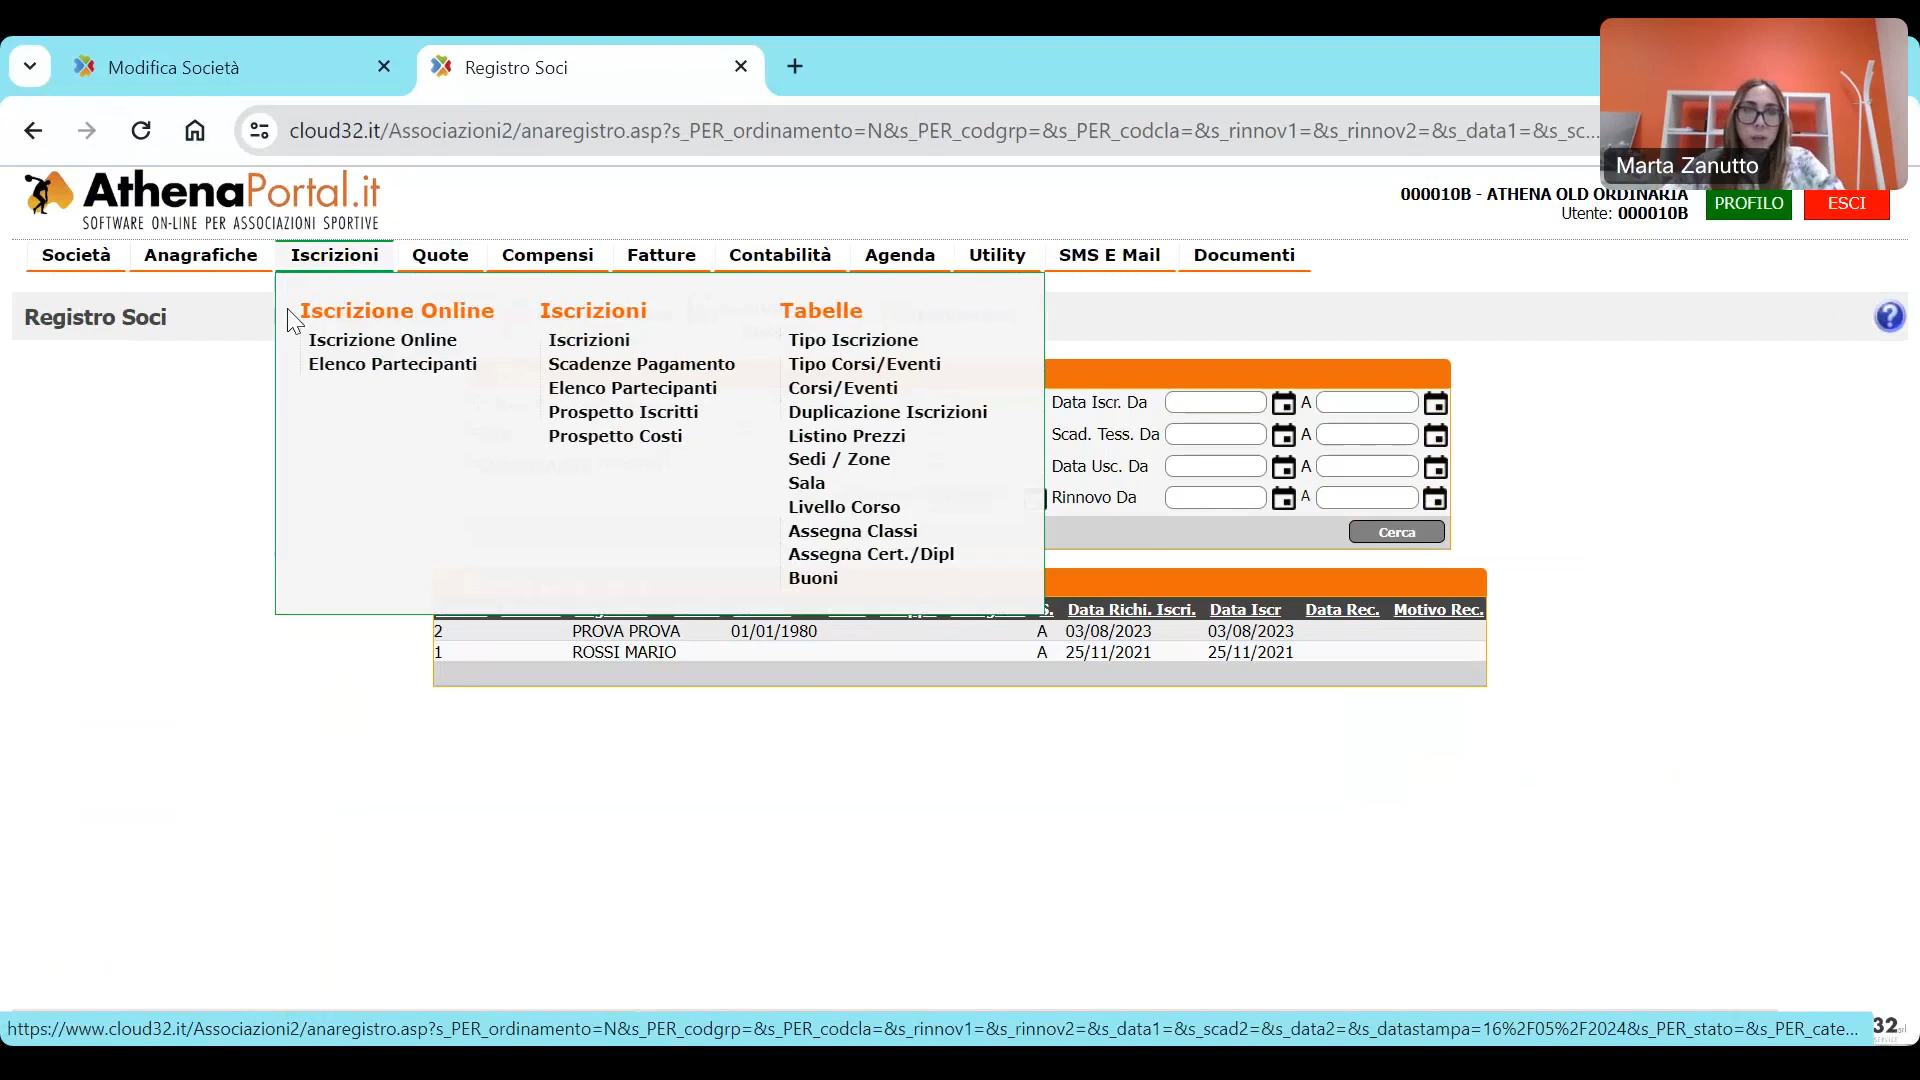 Modifica Società
Registro Soci
cloud32.it/Associazioni2/anaregistro.asp?s_PER_ordinamento=N&s_PER_codgrp=&s_PER_codcla=&s_rinnov1=&s_rinnov2=&s_data1=&s_sc...
Marta Zanutto
AthenaPortal.it
SOFTWARE ON-LINE PER ASSOCIAZIONI SPORTIVE
000010B - ATHENA OLD ORDINARIA
Utente: 000010B
PROFILO
ESCI
Società Anagrafiche Iscrizioni Quote Compensi Fatture Contabilità Agenda Utility SMS E Mail Documenti
Registro Soci
Iscrizione Online
Iscrizione Online
Elenco Partecipanti
Iscrizioni
Iscrizioni
Scadenze Pagamento
Elenco Partecipanti
Prospetto Iscritti
Prospetto Costi
Tabelle
Tipo Iscrizione
Tipo Corsi/Eventi
Corsi/Eventi
Duplicazione Iscrizioni
Listino Prezzi
Sedi / Zone
Sala
Livello Corso
Assegna Classi
Assegna Cert./Dipl
Buoni
Data Iscr. Da A
Scad. Tess. Da A
Data Usc. Da A
Rinnovo Da A
Cerca
S. Data Richi. Iscri. Data Iscr Data Rec. Motivo Rec.
2 PROVA PROVA 01/01/1980 A 03/08/2023 03/08/2023
1 ROSSI MARIO A 25/11/2021 25/11/2021
https://www.cloud32.it/Associazioni2/anaregistro.asp?s_PER_ordinamento=N&s_PER_codgrp=&s_PER_codcla=&s_rinnov1=&s_rinnov2=&s_data1=&s_scad2=&s_data2=&s_datastampa=16%2F05%2F2024&s_PER_stato=&s_PER_cate...
32